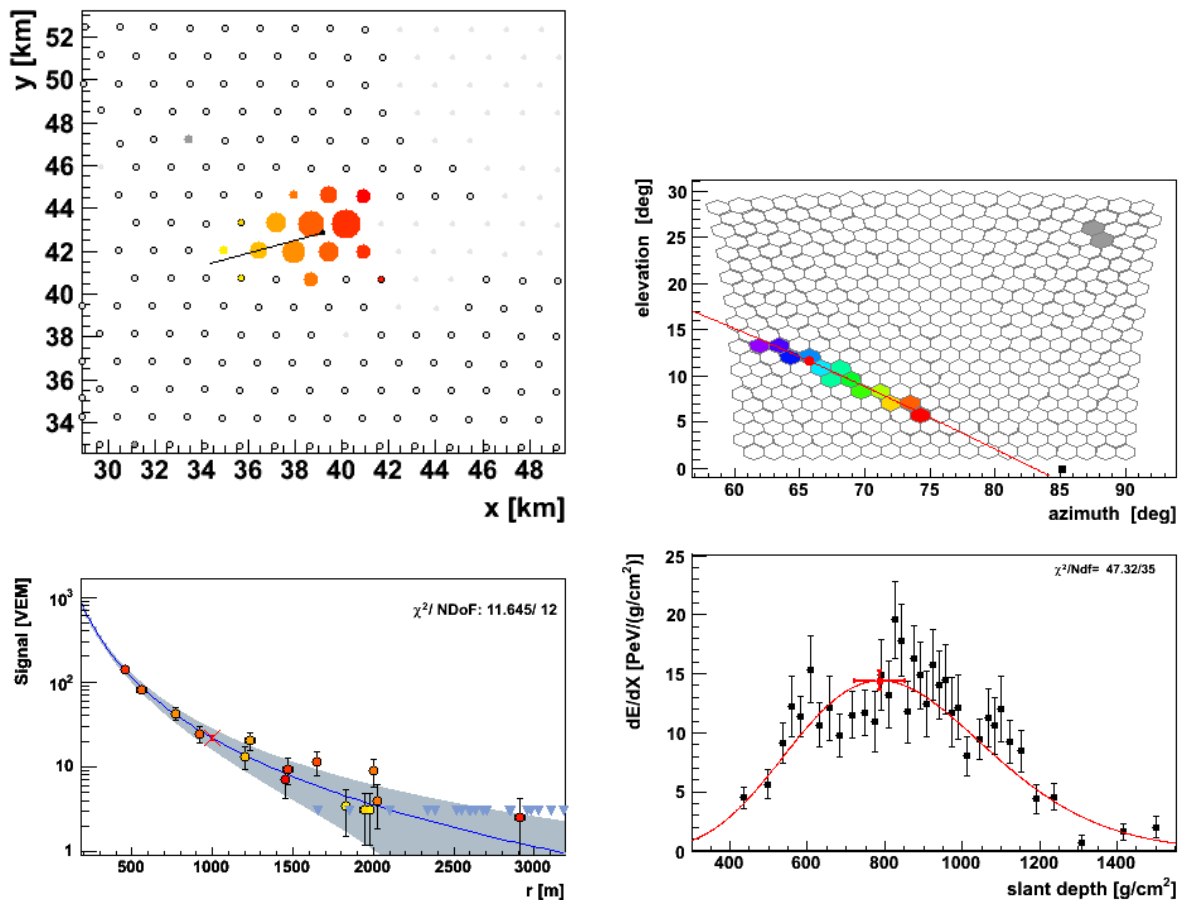 y [km]
52
50
48
46
44
42
40
38
36
34
30 32 34 36 38 40 42 44 46 48
x [km]
elevation [deg]
30
25
20
15
10
5
0
60 65 70 75 80 85 90
azimuth [deg]
Signal [VEM]
10³
10²
10
1
χ²/ NDoF: 11.645/ 12
500 1000 1500 2000 2500 3000
r [m]
dE/dX [PeV/(g/cm²)]
25
20
15
10
5
0
χ²/Ndf= 47.32/35
400 600 800 1000 1200 1400
slant depth [g/cm²]